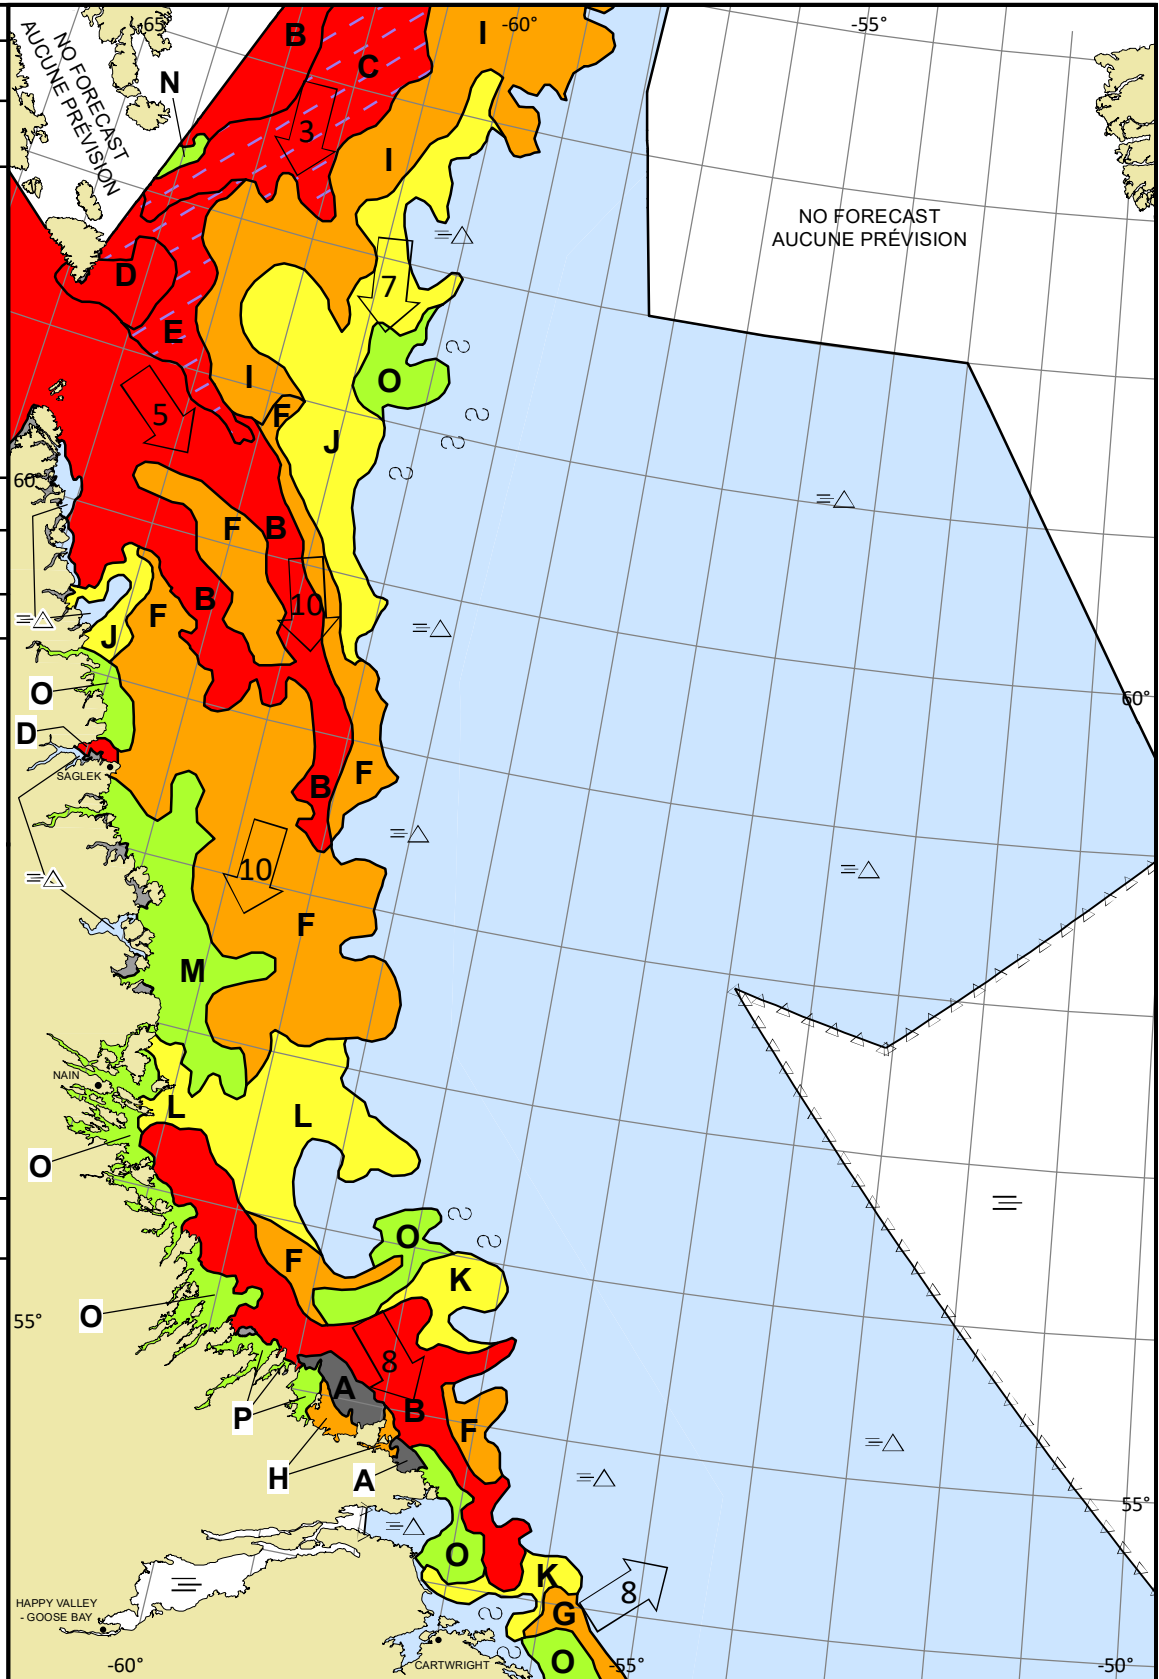 65°
B
-60°
I
-55°
NO FORECAST
AUCUNE PRÉVISION
N
C
3
I
NO FORECAST
AUCUNE PRÉVISION
D
7
E
O
I
F
5
J
60°
F
B
B
10
F
J
O
60°
D
SAGLEK
F
B
10
F
M
NAIN
L
L
O
O
F
K
O
55°
8
A
B
P
F
H
A
55°
O
K
8
HAPPY VALLEY
- GOOSE BAY
G
O
CARTWRIGHT
-60°
-55°
-50°